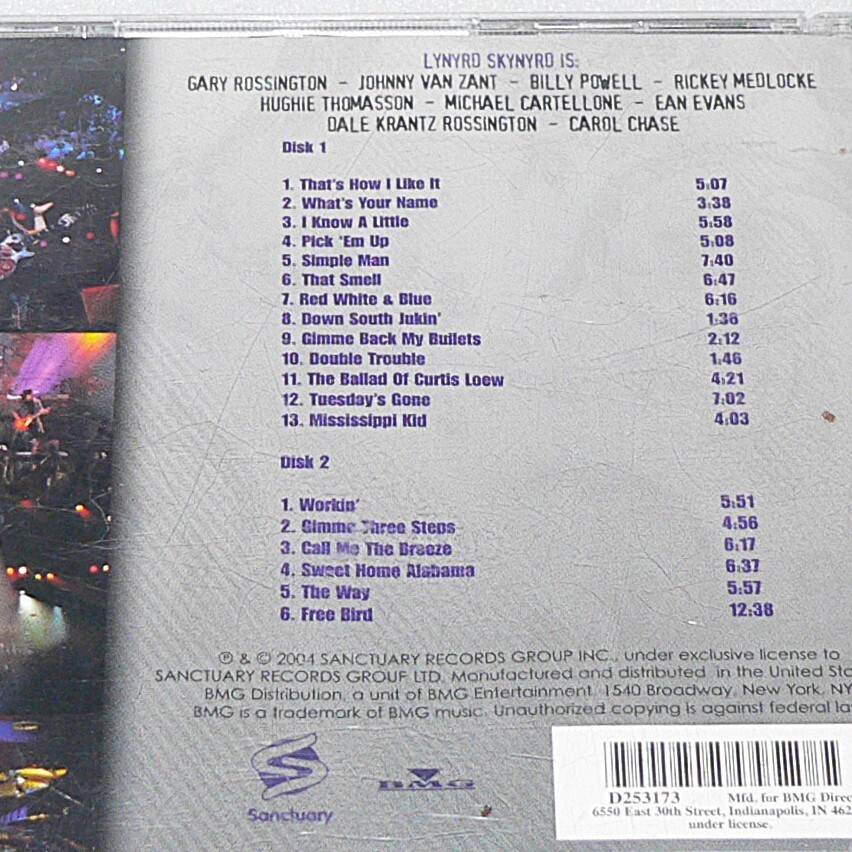 LYNYRD SKYNYRD IS:
GARY ROSSINGTON - JOHNNY VAN ZANT - BILLY POWELL - RICKEY MEDLOCKE
HUGHIE THOMASSON - MICHAEL CARTELLONE - EAN EVANS
DALE KRANTZ ROSSINGTON - CAROL CHASE
Disk 1
1. That's How I Like It 5:07
2. What's Your Name 3:38
3. I Know A Little 5:58
4. Pick 'Em Up 5:08
5. Simple Man 7:40
6. That Smell 6:47
7. Red White & Blue 6:16
8. Down South Jukin' 1:36
9. Gimme Back My Bullets 2:12
10. Double Trouble 1:46
11. The Ballad Of Curtis Loew 4:21
12. Tuesday's Gone 7:02
13. Mississippi Kid 4:03
Disk 2
1. Workin' 5:51
2. Gimme Three Steps 4:56
3. Call Me The Breeze 6:17
4. Sweet Home Alabama 6:37
5. The Way 5:57
6. Free Bird 12:38
℗ & © 2004 SANCTUARY RECORDS GROUP INC., under exclusive license to
SANCTUARY RECORDS GROUP LTD. Manufactured and distributed in the United Sta
BMG Distribution, a unit of BMG Entertainment, 1540 Broadway, New York, NY
BMG is a trademark of BMG music. Unauthorized copying is against federal la
Sanctuary
BMG
D253173 Mfd. for BMG Direc
6550 East 30th Street, Indianapolis, IN 462
under license.